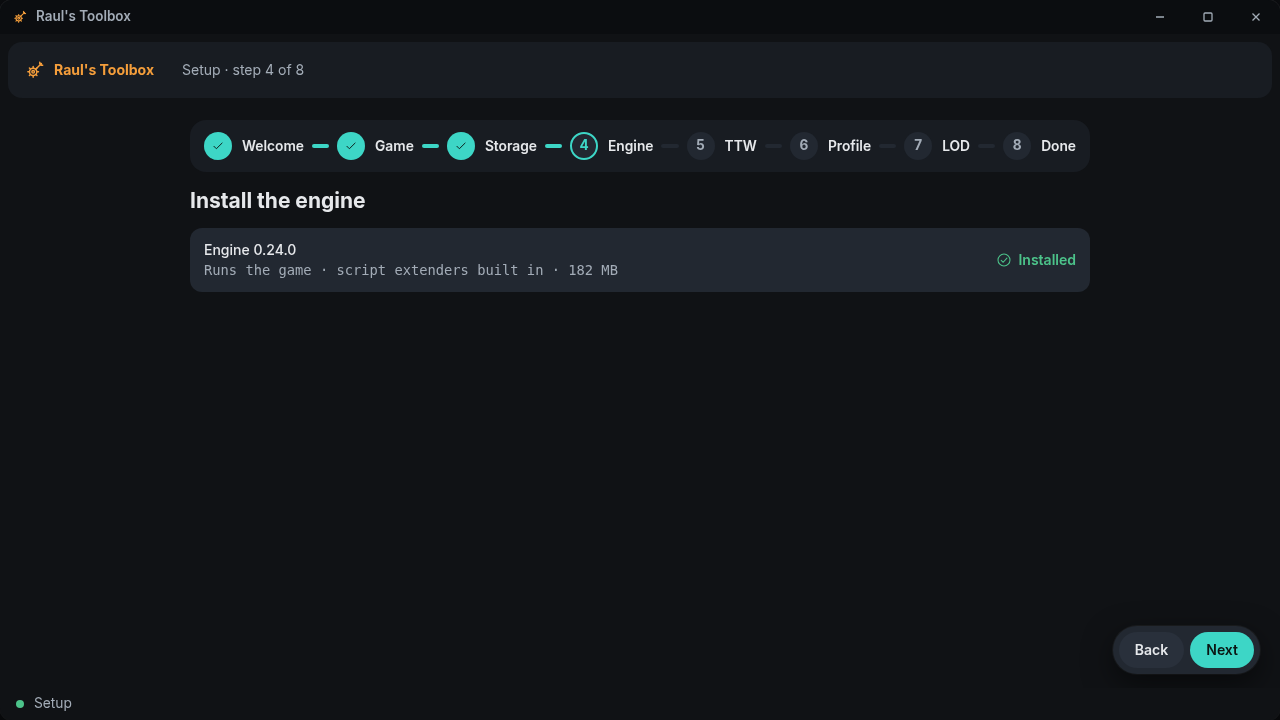 Raul's Toolbox
Raul's Toolbox
Setup · step 4 of 8
Welcome
Game
Storage
4 Engine
5 TTW
6 Profile
7 LOD
8 Done
Install the engine
Engine 0.24.0
Runs the game · script extenders built in · 182 MB
Installed
Back
Next
Setup